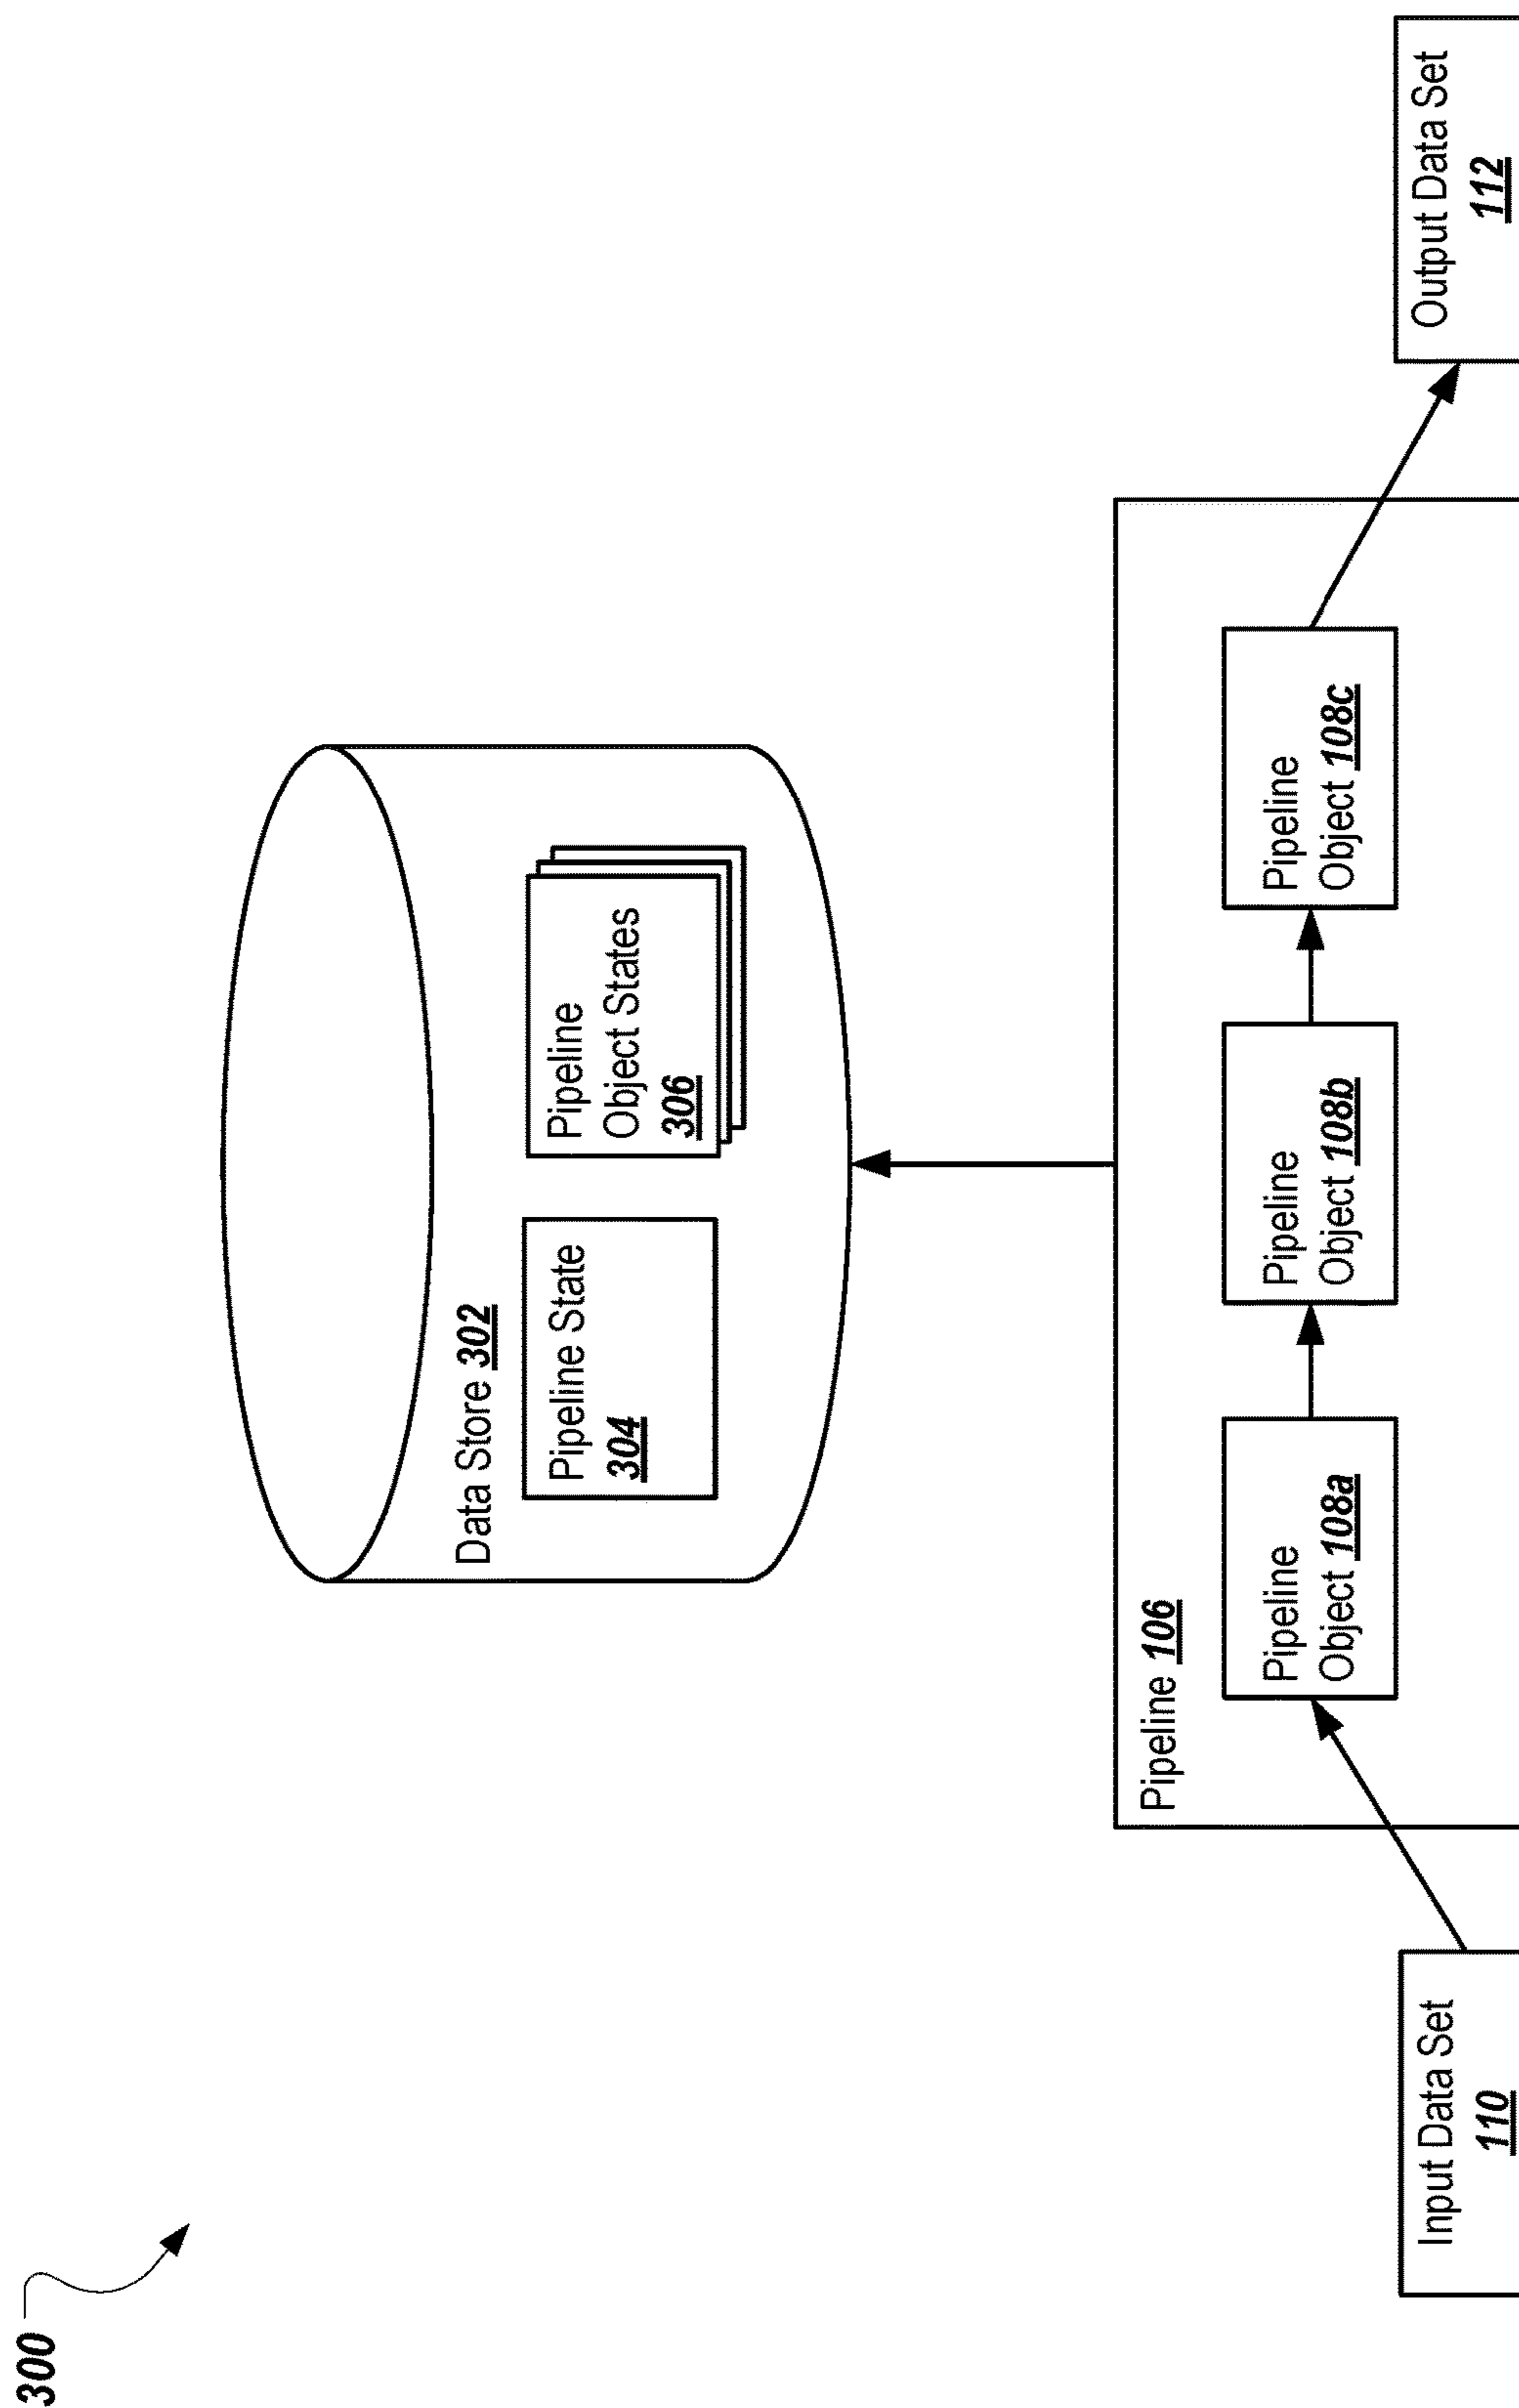 300
Data Store 302
Pipeline State
304
Pipeline
Object States
306
Pipeline 106
Pipeline
Object 108a
Pipeline
Object 108b
Pipeline
Object 108c
Input Data Set
110
Output Data Set
112